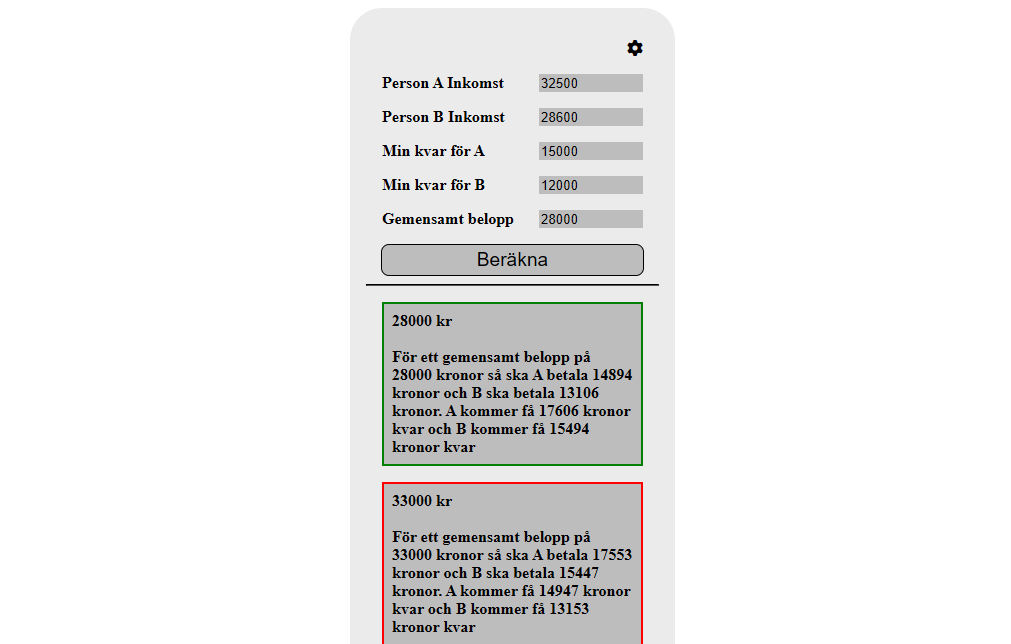 Person A Inkomst 32500
Person B Inkomst 28600
Min kvar för A 15000
Min kvar för B 12000
Gemensamt belopp 28000
Beräkna
28000 kr
För ett gemensamt belopp på
28000 kronor så ska A betala 14894
kronor och B ska betala 13106
kronor. A kommer få 17606 kronor
kvar och B kommer få 15494
kronor kvar
33000 kr
För ett gemensamt belopp på
33000 kronor så ska A betala 17553
kronor och B ska betala 15447
kronor. A kommer få 14947 kronor
kvar och B kommer få 13153
kronor kvar